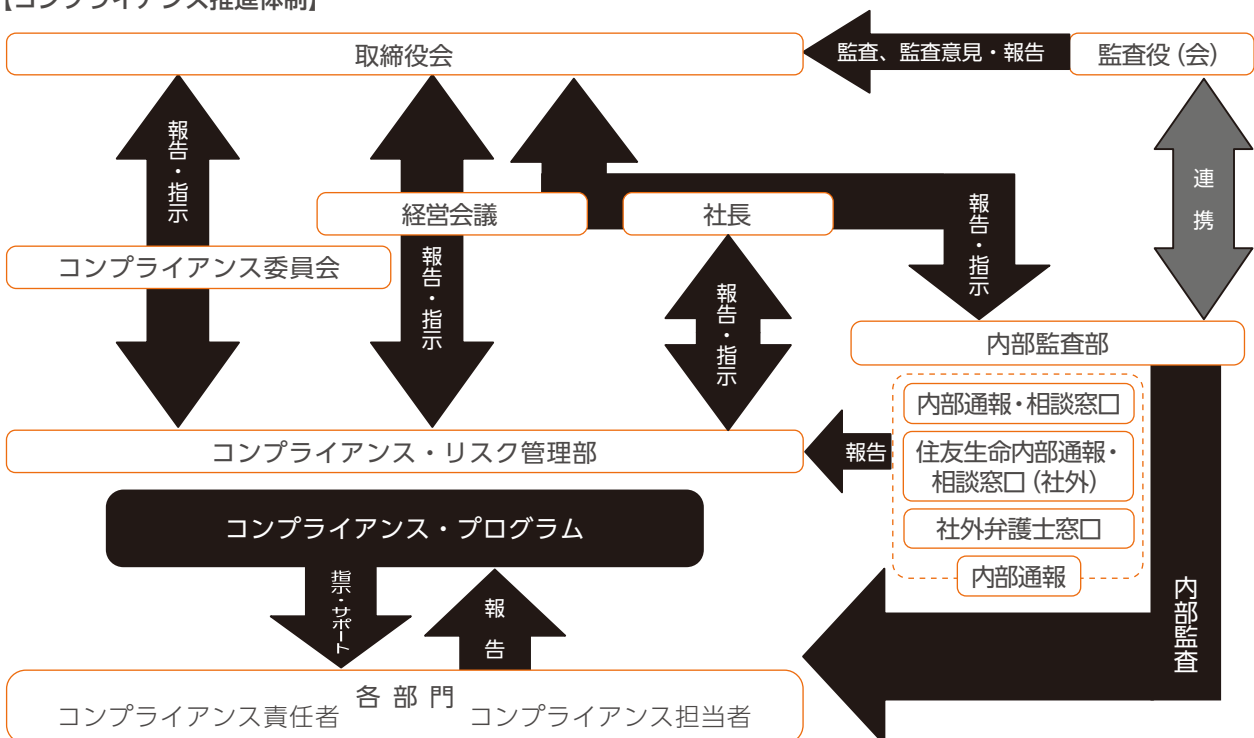 【コンプライアンス推進体制】
取締役会
監査、監査意見・報告
監査役(会)
報告・指示
連携
経営会議
社長
報告・指示
コンプライアンス委員会
報告・指示
報告・指示
内部監査部
内部通報・相談窓口
コンプライアンス・リスク管理部
報告
住友生命内部通報・
相談窓口(社外)
コンプライアンス・プログラム
社外弁護士窓口
内部通報
指示・サポート
報告
内部監査
各部門
コンプライアンス責任者
コンプライアンス担当者